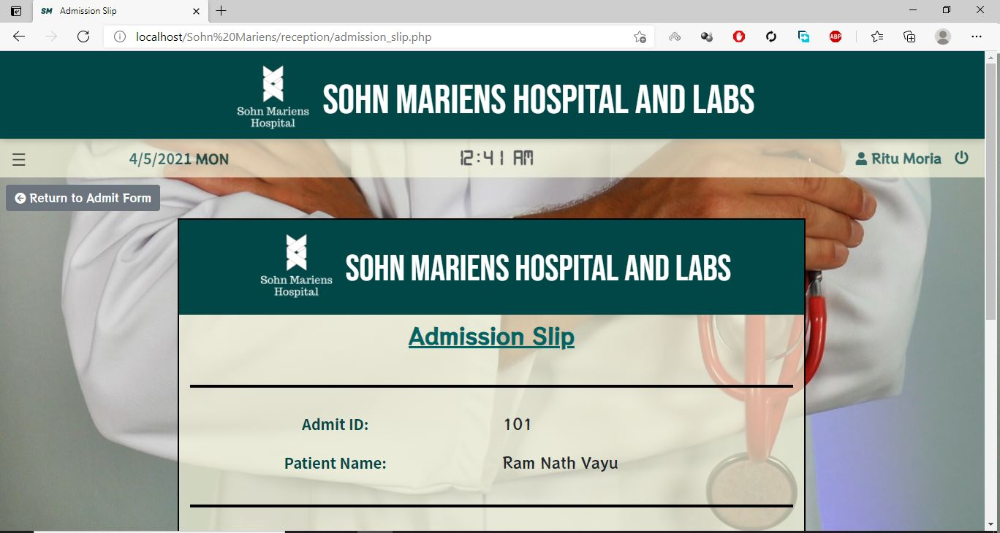 SM Admission Slip
localhost/Sohn%20Mariens/reception/admission_slip.php
ABP
Sohn Mariens
Hospital
SOHN MARIENS HOSPITAL AND LABS
4/5/2021 MON
12:41 AM
Ritu Moria
Return to Admit Form
Sohn Mariens
Hospital
SOHN MARIENS HOSPITAL AND LABS
Admission Slip
Admit ID: 101
Patient Name: Ram Nath Vayu